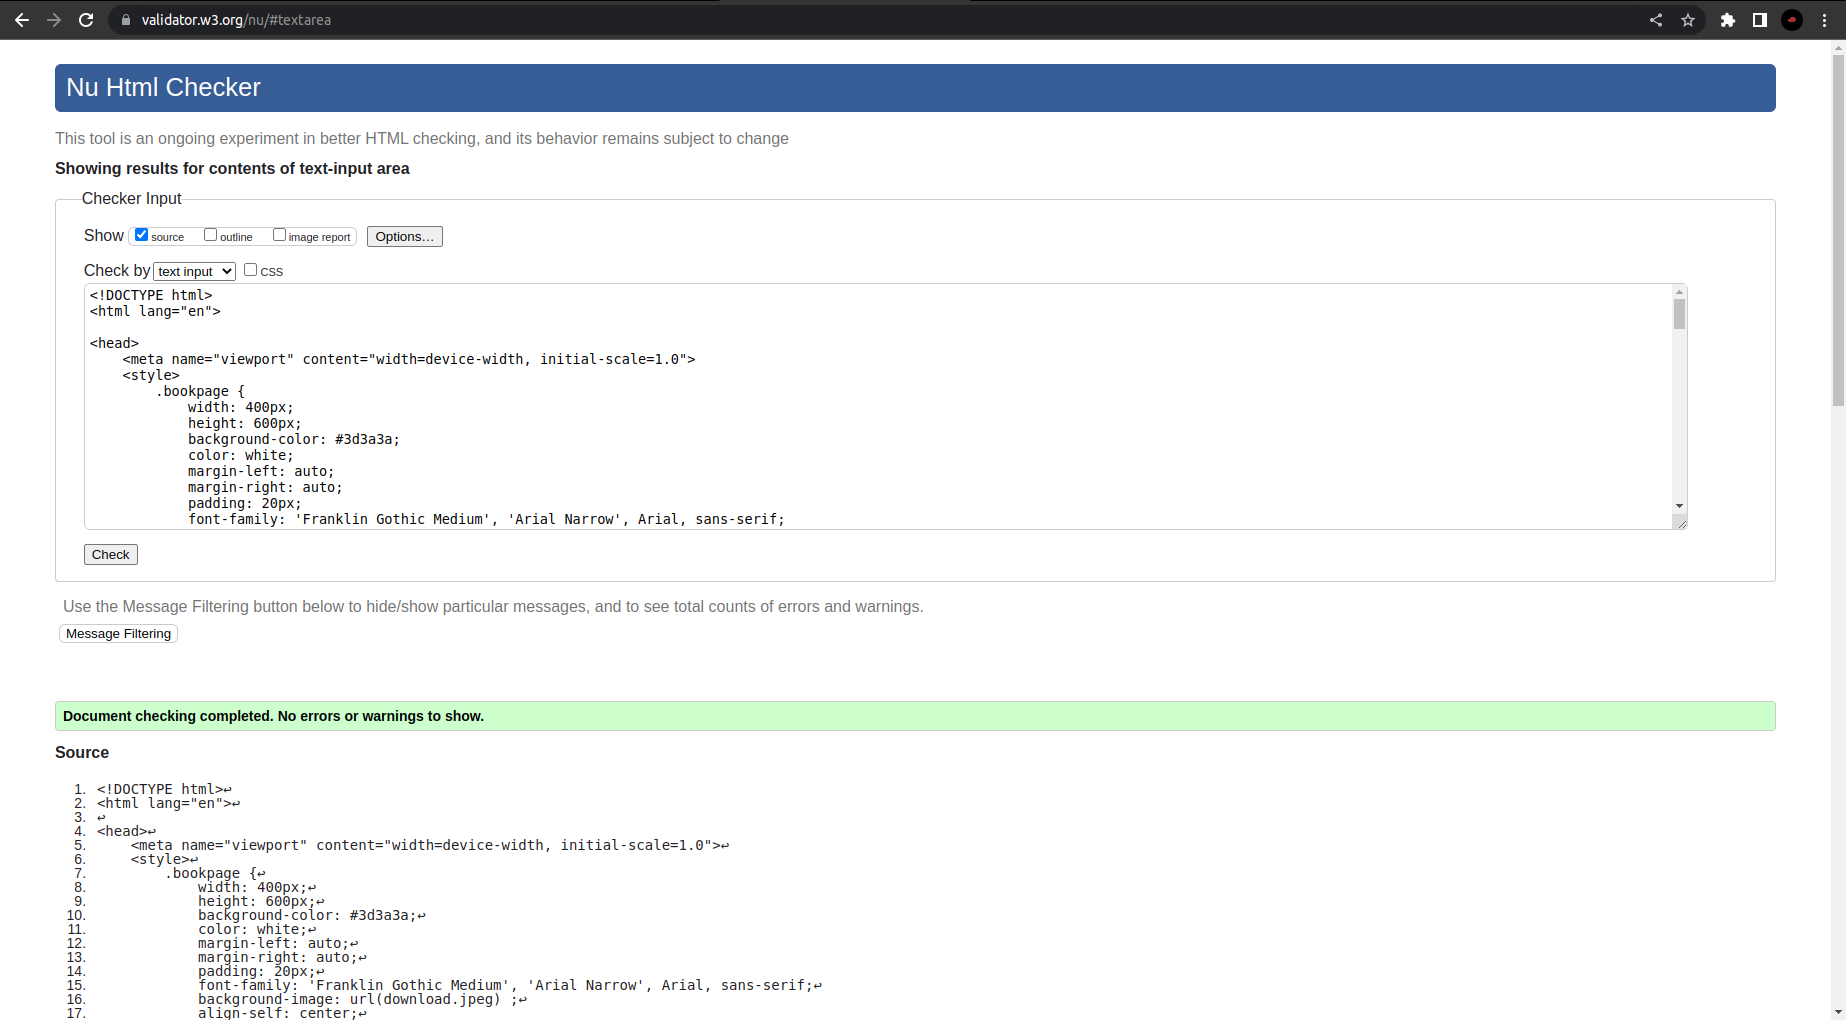 validator.w3.org/nu/#textarea
Nu Html Checker
This tool is an ongoing experiment in better HTML checking, and its behavior remains subject to change
Showing results for contents of text-input area
Checker Input
Show source outline image report Options...
Check by text input CSS
<!DOCTYPE html>
<html lang="en">
<head>
    <meta name="viewport" content="width=device-width, initial-scale=1.0">
    <style>
        .bookpage {
            width: 400px;
            height: 600px;
            background-color: #3d3a3a;
            color: white;
            margin-left: auto;
            margin-right: auto;
            padding: 20px;
            font-family: 'Franklin Gothic Medium', 'Arial Narrow', Arial, sans-serif;
Check
Use the Message Filtering button below to hide/show particular messages, and to see total counts of errors and warnings.
Message Filtering
Document checking completed. No errors or warnings to show.
Source
1. <!DOCTYPE html>↩
2. <html lang="en">↩
3. ↩
4. <head>↩
5.     <meta name="viewport" content="width=device-width, initial-scale=1.0">↩
6.     <style>↩
7.         .bookpage {↩
8.             width: 400px;↩
9.             height: 600px;↩
10.             background-color: #3d3a3a;↩
11.             color: white;↩
12.             margin-left: auto;↩
13.             margin-right: auto;↩
14.             padding: 20px;↩
15.             font-family: 'Franklin Gothic Medium', 'Arial Narrow', Arial, sans-serif;↩
16.             background-image: url(download.jpeg) ;↩
17.             align-self: center;↩